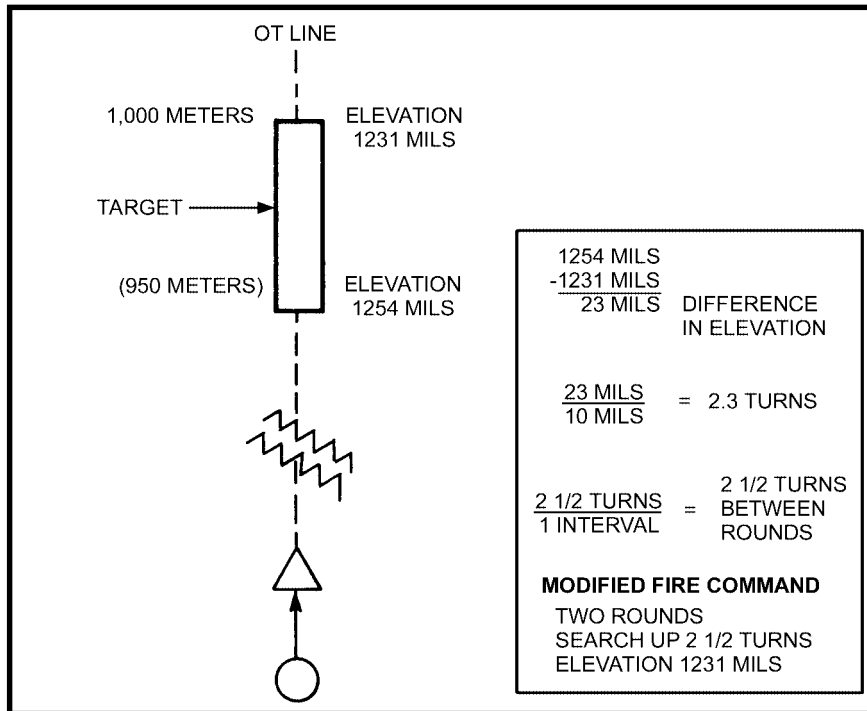 OT LINE
1,000 METERS
ELEVATION
1231 MILS
TARGET
(950 METERS)
ELEVATION
1254 MILS
1254 MILS
-1231 MILS
23 MILS DIFFERENCE
IN ELEVATION
23 MILS
10 MILS
= 2.3 TURNS
2 1/2 TURNS
1 INTERVAL
=
2 1/2 TURNS
BETWEEN
ROUNDS
MODIFIED FIRE COMMAND
TWO ROUNDS
SEARCH UP 2 1/2 TURNS
ELEVATION 1231 MILS